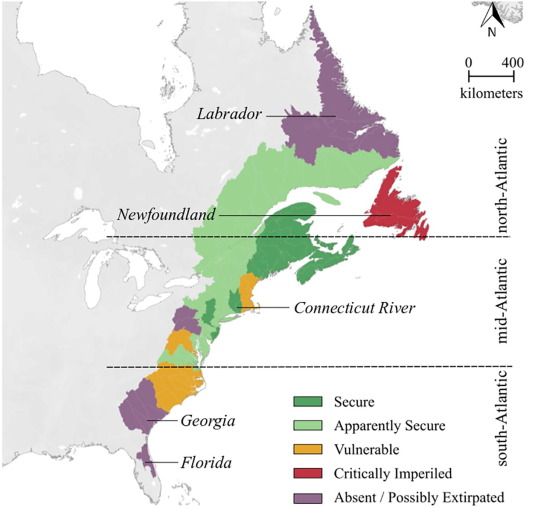 N
0 400
kilometers
Labrador
north-Atlantic
Newfoundland
mid-Atlantic
Connecticut River
south-Atlantic
Georgia
Florida
Secure
Apparently Secure
Vulnerable
Critically Imperiled
Absent / Possibly Extirpated